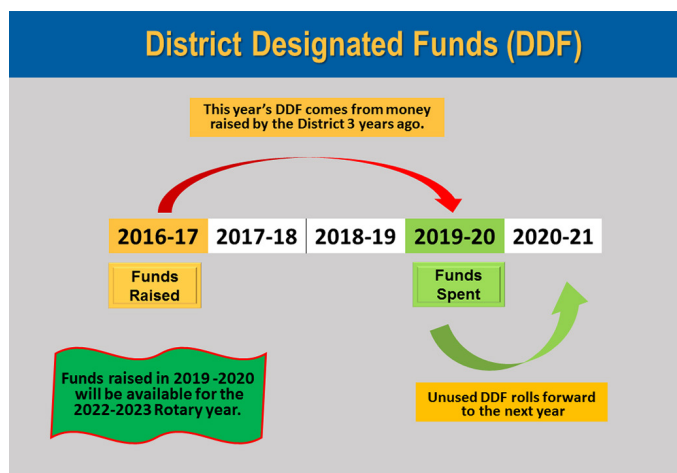 District Designated Funds (DDF)
This year's DDF comes from money
raised by the District 3 years ago.
2016-17 2017-18 2018-19 2019-20 2020-21
Funds
Raised
Funds
Spent
Funds raised in 2019 -2020
will be available for the
2022-2023 Rotary year.
Unused DDF rolls forward
to the next year